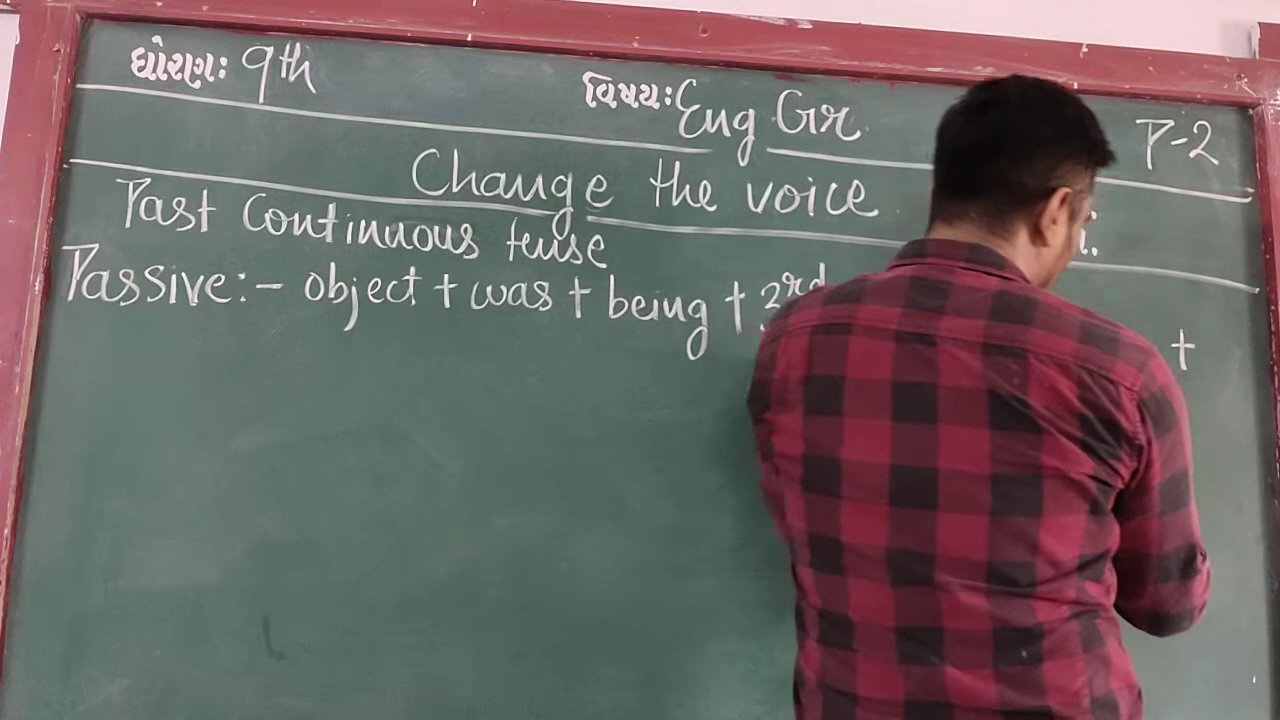 ધોરણઃ 9th વિષયઃ Eng Gr. P-2
Change the voice
Past Continuous tense
Passive:- object + was + being + 3rd +